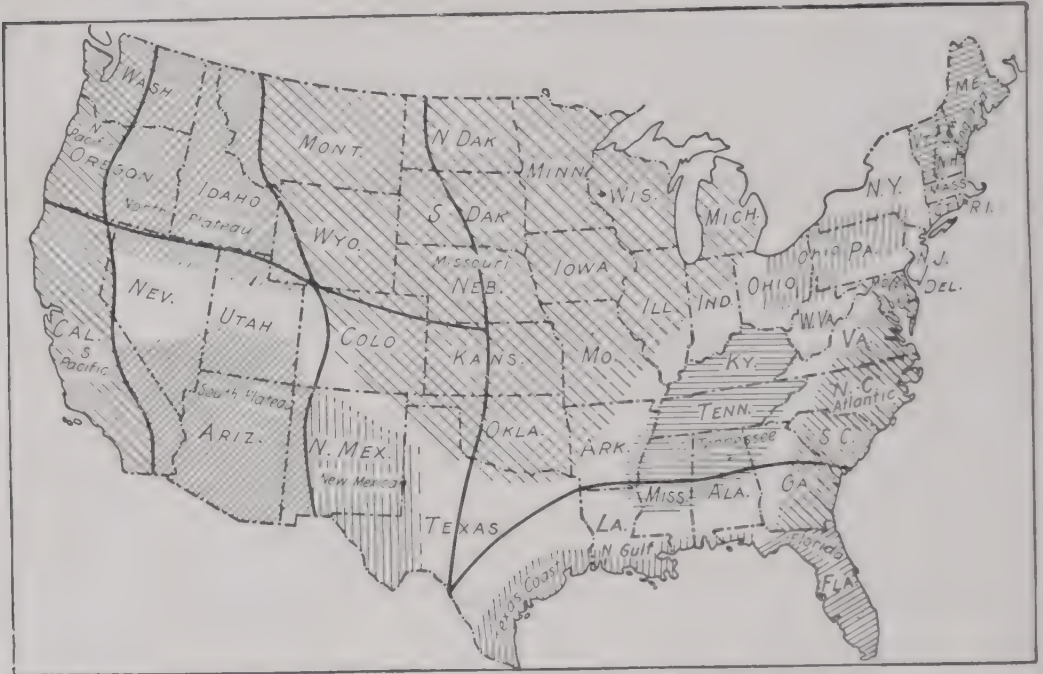 WASH
N.
Pacific
OREGON
North Plateau
IDAHO
MONT.
N DAK
MINN
S DAK
WYO.
Missouri
NEB.
WIS.
MICH.
IOWA
ILL
IND.
OHIO
Ohio
PA.
N.Y.
ME.
N.H.
MASS
R.I.
N.J.
DEL.
W.VA.
VA.
NEV.
UTAH
COLO
KANS.
MO.
KY.
CAL.
S
Pacific
South Plateau
ARIZ.
N. MEX.
New Mexico
OKLA.
ARK.
TENN.
Tennessee
N.C.
Atlantic
S C.
TEXAS
LA.
MISS.
ALA.
GA
N Gulf
Texas Coast
Florida
FLA.